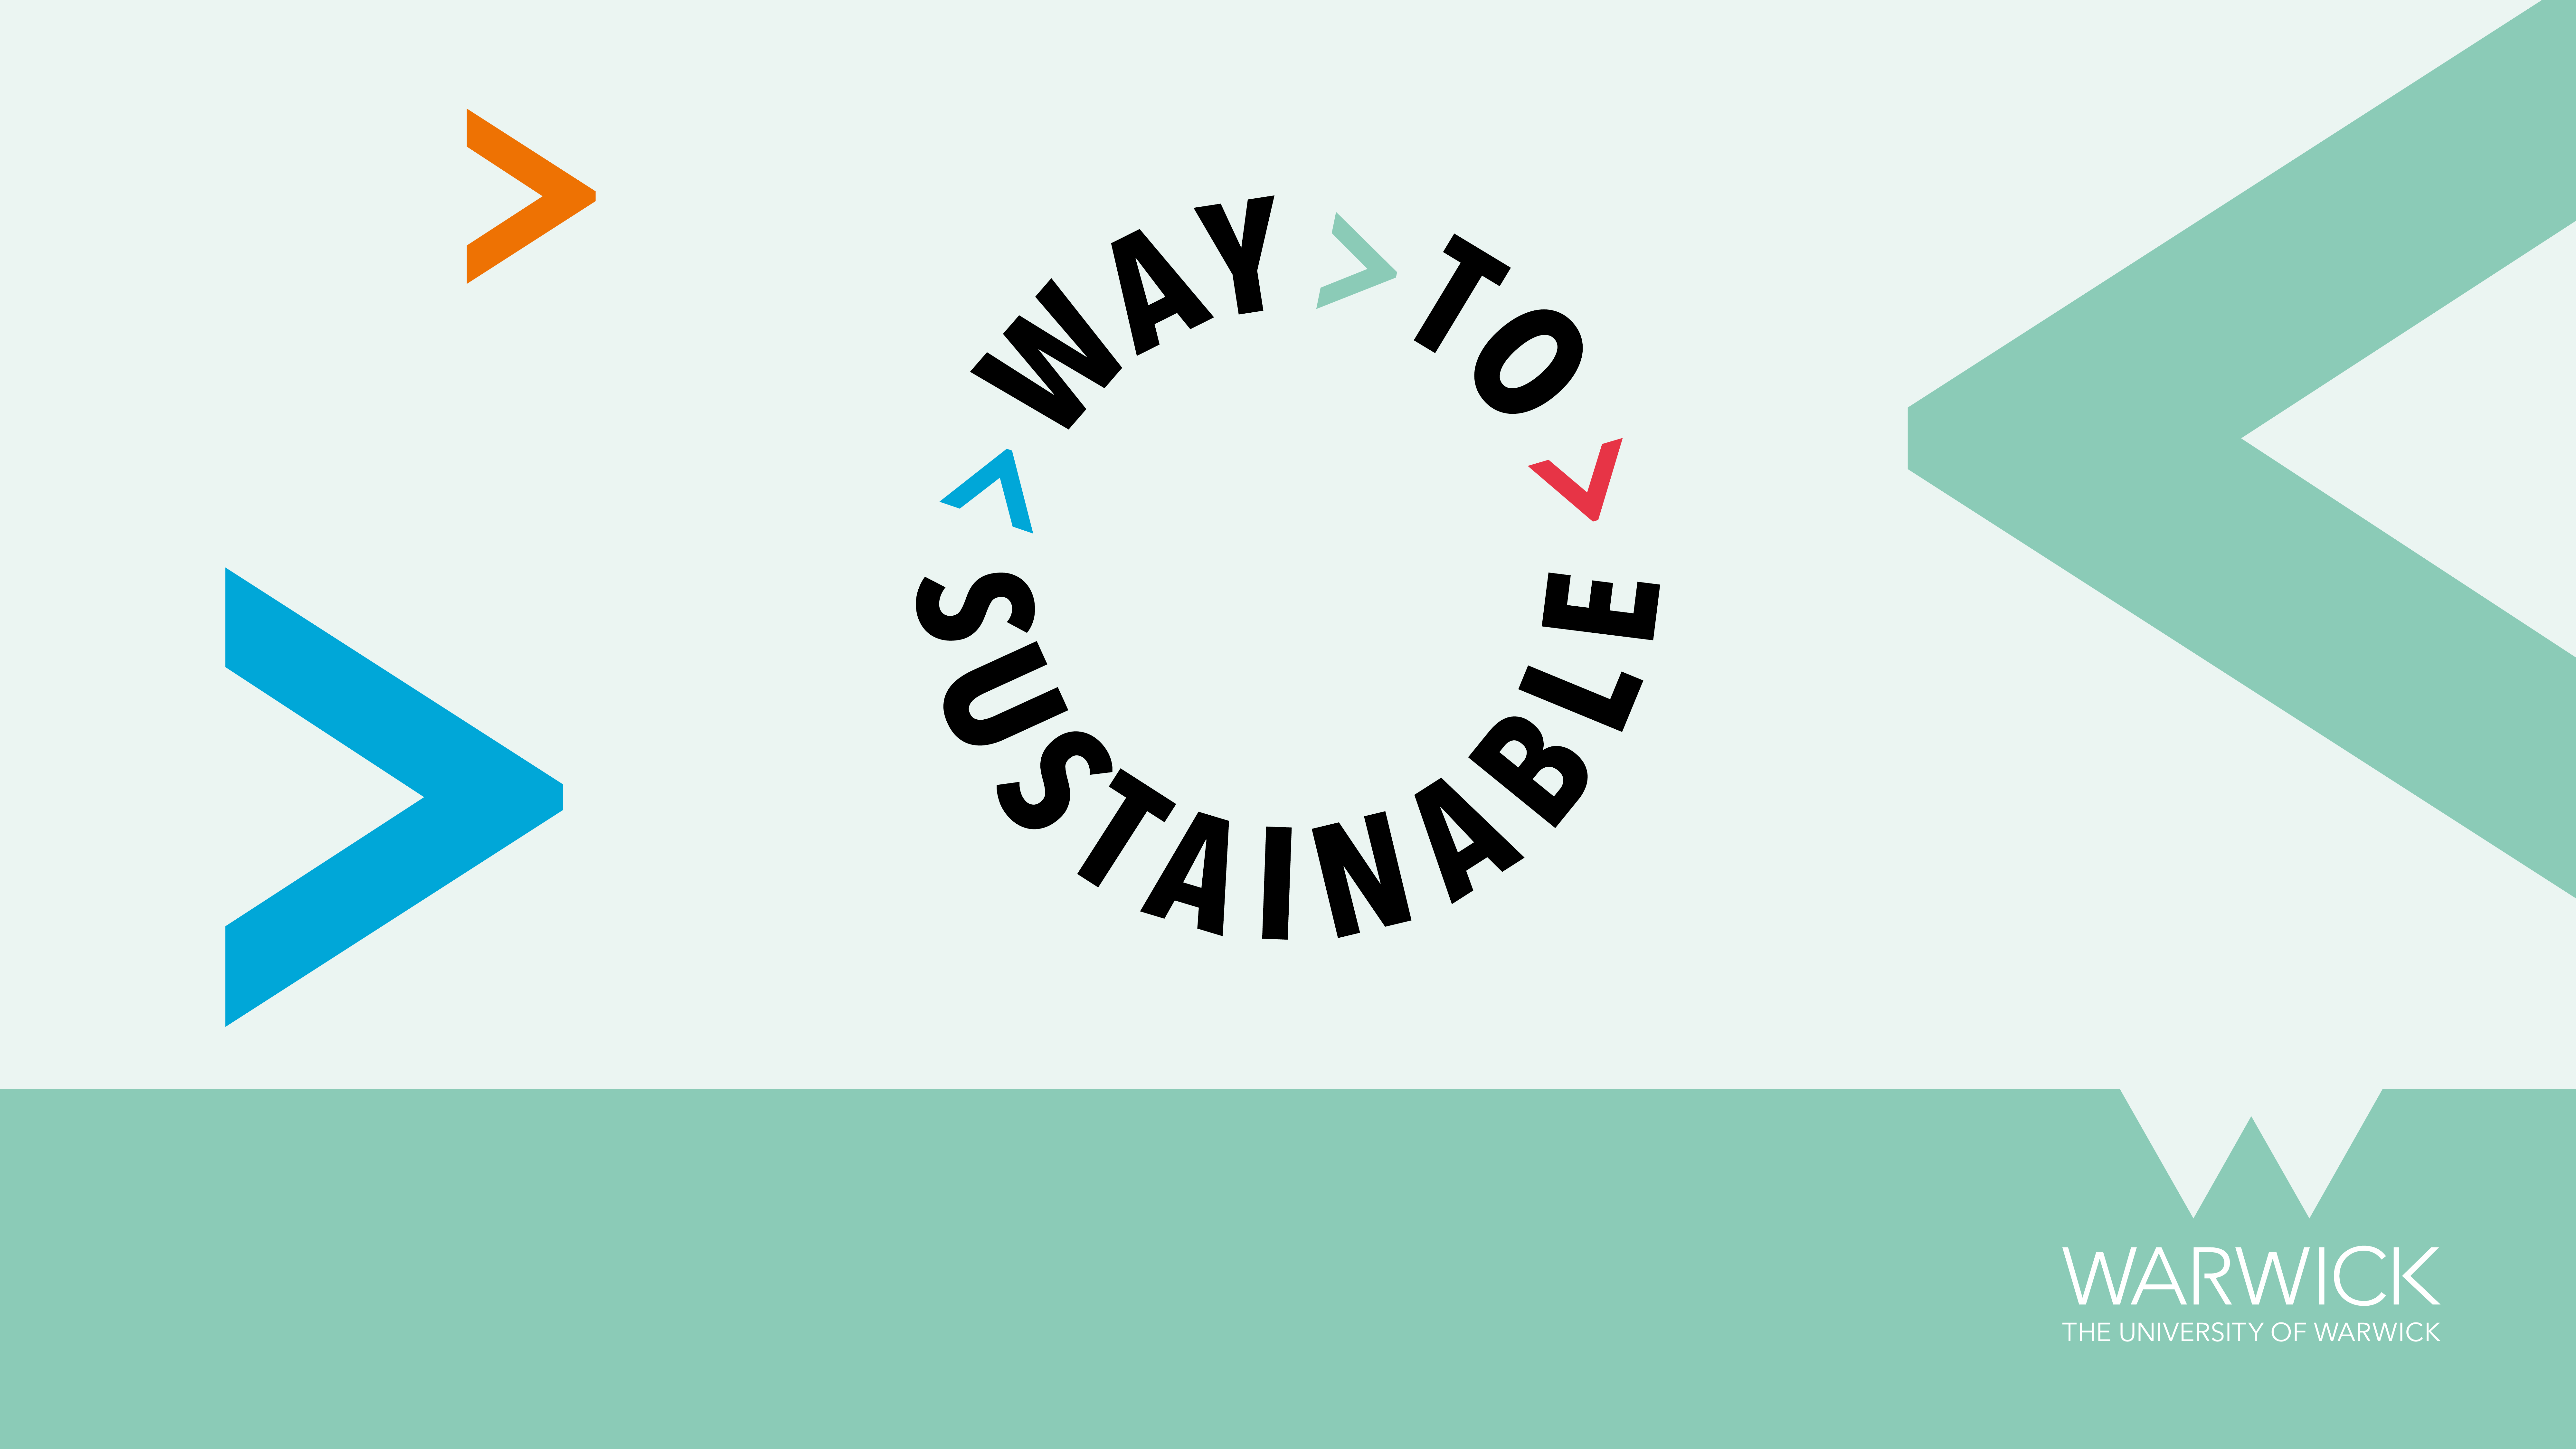 WAY > TO > SUSTAINABLE >
WARWICK
THE UNIVERSITY OF WARWICK